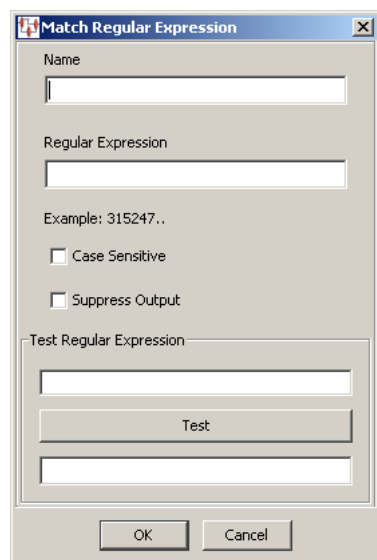 Match Regular Expression
Name
Regular Expression
Example: 315247..
Case Sensitive
Suppress Output
Test Regular Expression
Test
OK
Cancel